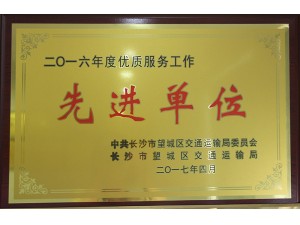 二〇一六年度优质服务工作
先进单位
中共长沙市望城区交通运输局委员会
长沙市望城区交通运输局
二〇一七年四月